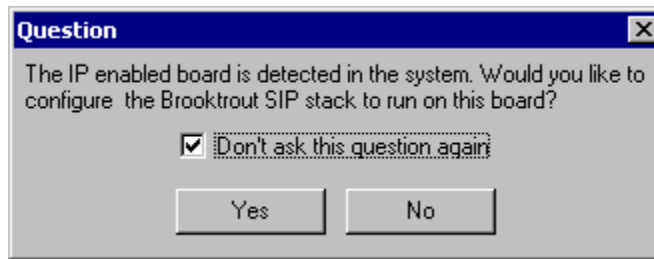 Question
The IP enabled board is detected in the system. Would you like to
configure the Brooktrout SIP stack to run on this board?
Don't ask this question again
Yes
No